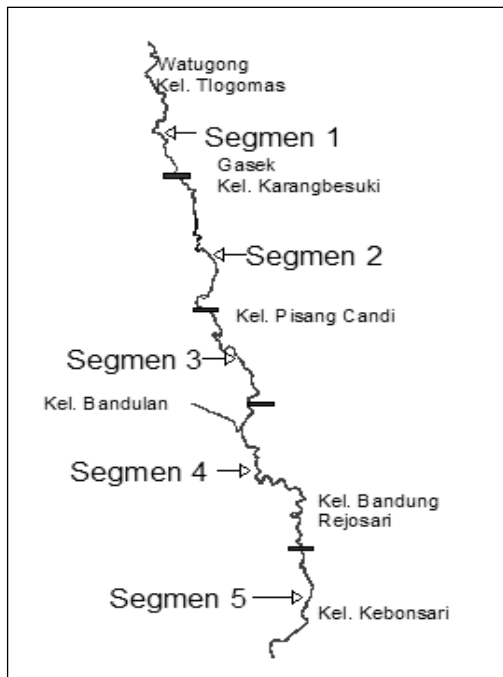 Watugong
Kel. Tlogomas
Segmen 1
Gasek
Kel. Karangbesuki
Segmen 2
Kel. Pisang Candi
Segmen 3
Kel. Bandulan
Segmen 4
Kel. Bandung
Rejosari
Segmen 5
Kel. Kebonsari